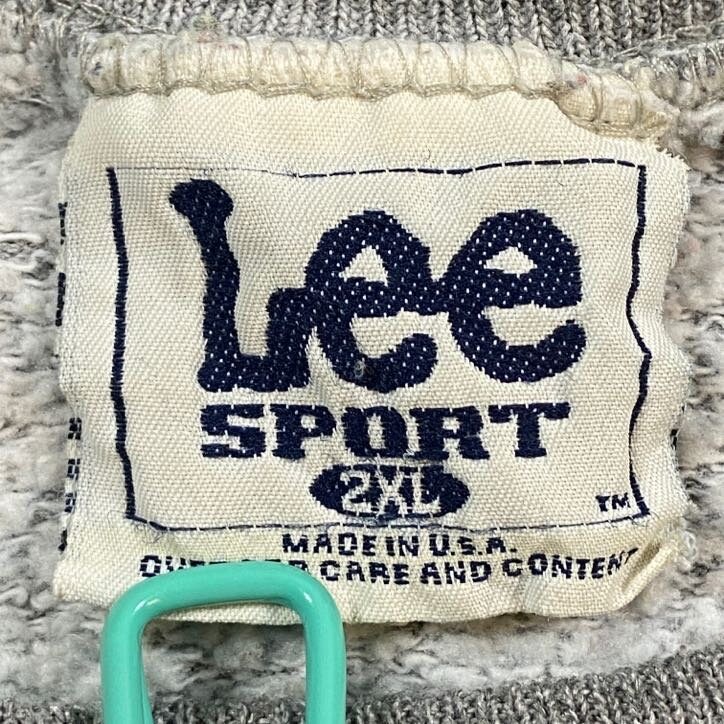 Lee
SPORT
2XL
TM
MADE IN U.S.A.
CARE AND CONTENT